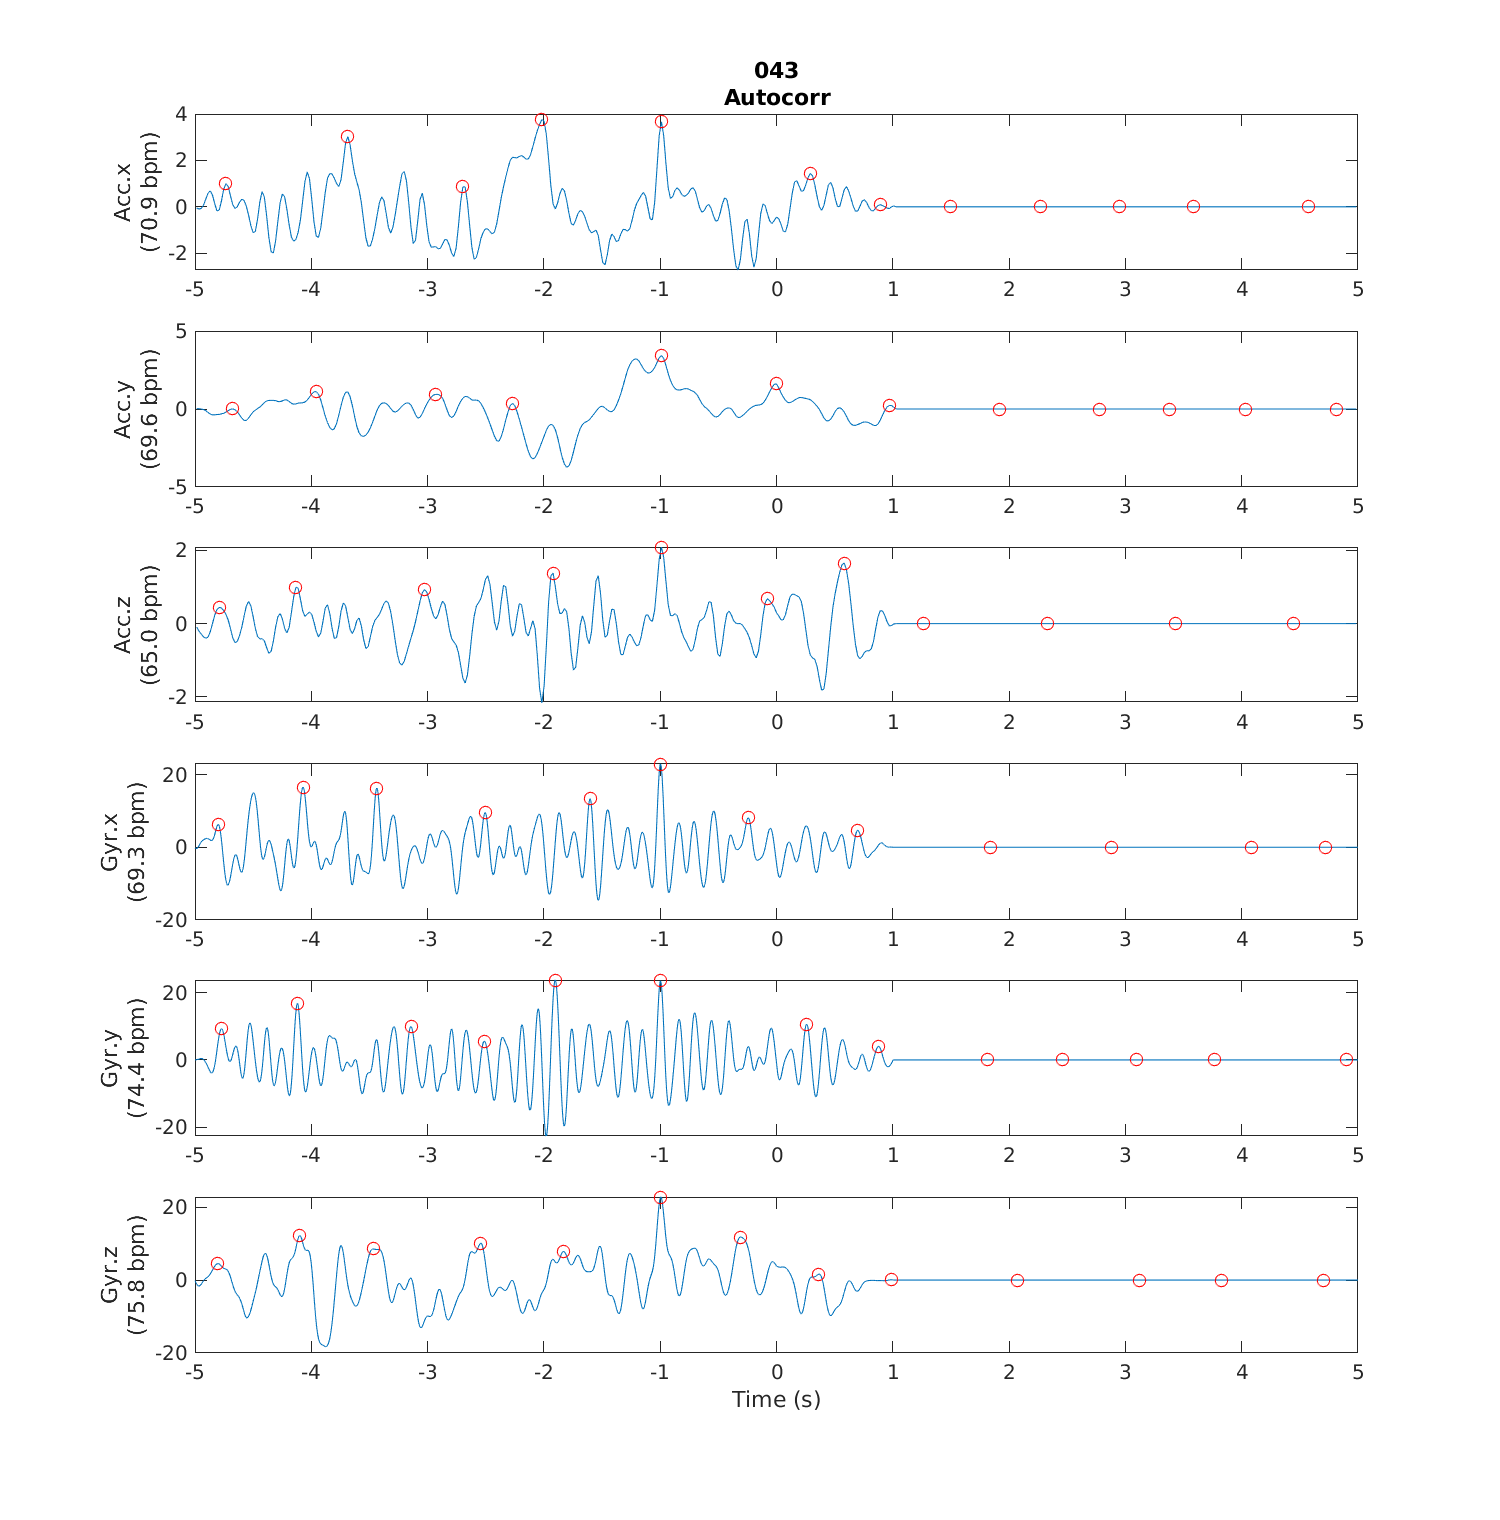 043
Autocorr
Acc.x
(70.9 bpm)
4
2
0
-2
-5 -4 -3 -2 -1 0 1 2 3 4 5
Acc.y
(69.6 bpm)
5
0
-5
-5 -4 -3 -2 -1 0 1 2 3 4 5
Acc.z
(65.0 bpm)
2
0
-2
-5 -4 -3 -2 -1 0 1 2 3 4 5
Gyr.x
(69.3 bpm)
20
0
-20
-5 -4 -3 -2 -1 0 1 2 3 4 5
Gyr.y
(74.4 bpm)
20
0
-20
-5 -4 -3 -2 -1 0 1 2 3 4 5
Gyr.z
(75.8 bpm)
20
0
-20
-5 -4 -3 -2 -1 0 1 2 3 4 5
Time (s)